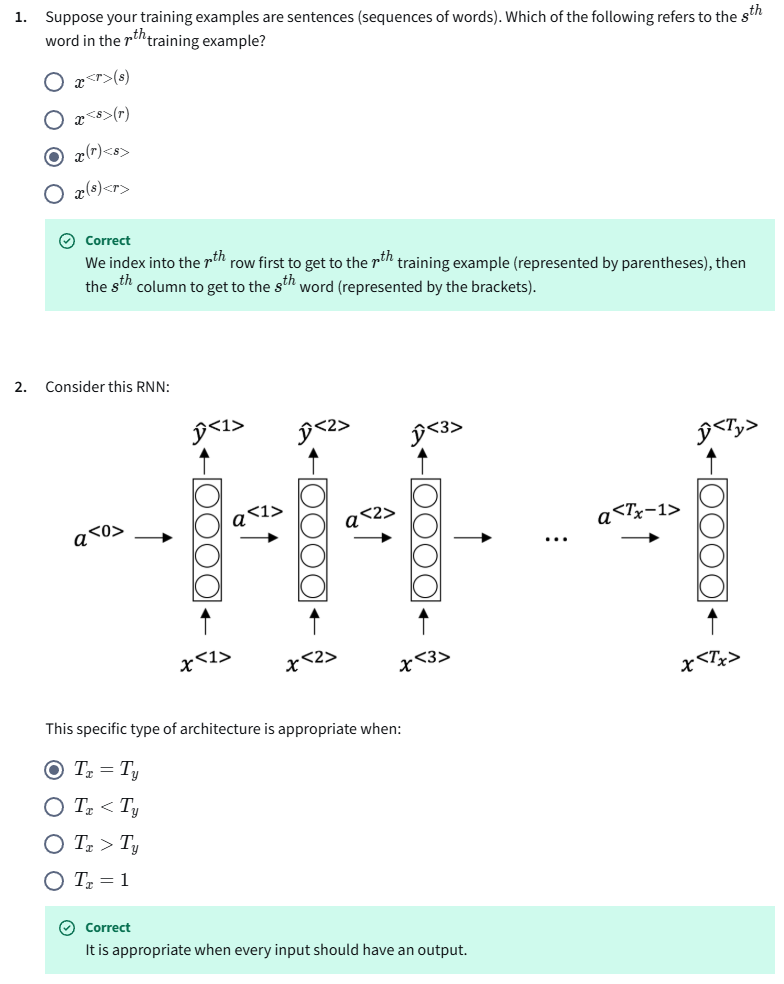 1. Suppose your training examples are sentences (sequences of words). Which of the following refers to the s^th
word in the r^th training example?
x^<r>(s)
x^<s>(r)
x^(r)<s>
x^(s)<r>
Correct
We index into the r^th row first to get to the r^th training example (represented by parentheses), then
the s^th column to get to the s^th word (represented by the brackets).
2. Consider this RNN:
ŷ^<1> ŷ^<2> ŷ^<3> ŷ^<T_y>
a^<0> a^<1> a^<2> ... a^<T_x−1>
x^<1> x^<2> x^<3> x^<T_x>
This specific type of architecture is appropriate when:
T_x = T_y
T_x < T_y
T_x > T_y
T_x = 1
Correct
It is appropriate when every input should have an output.